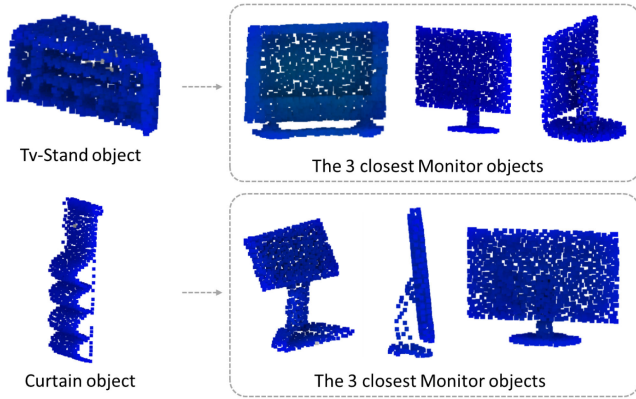 Tv-Stand object
The 3 closest Monitor objects
Curtain object
The 3 closest Monitor objects